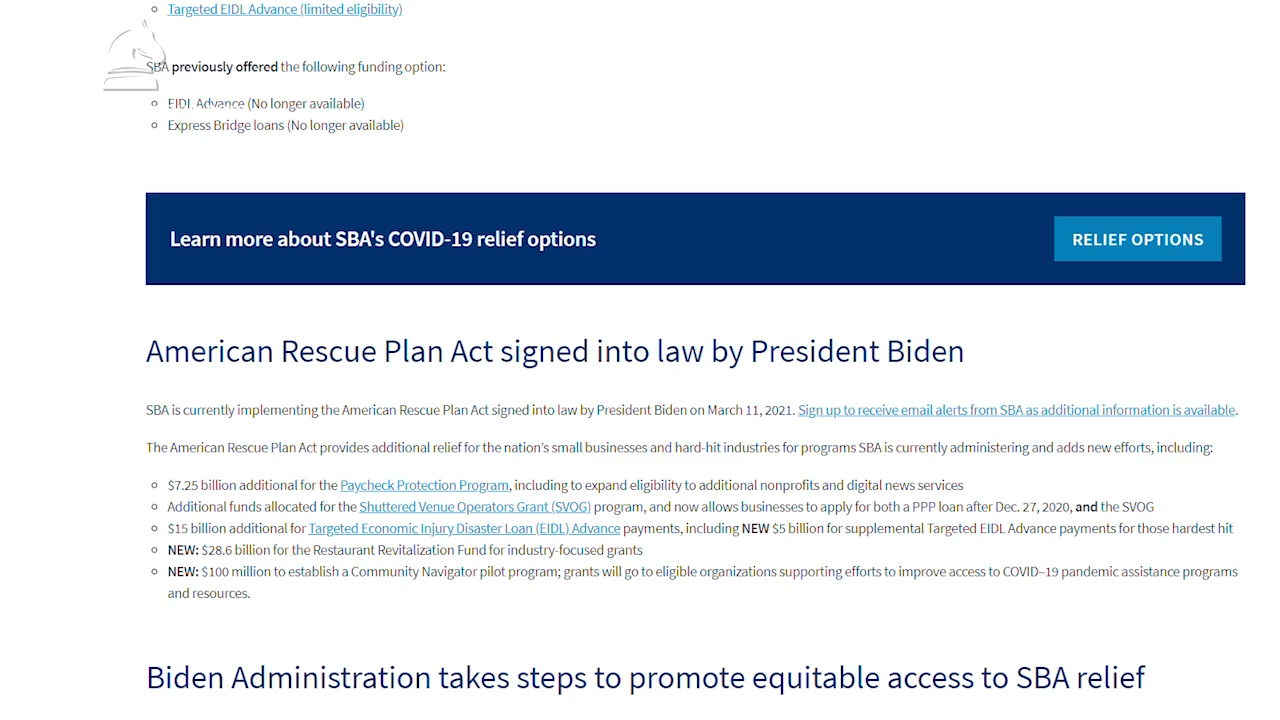 Targeted EIDL Advance (limited eligibility)
SBA previously offered the following funding option:
EIDL Advance (No longer available)
Express Bridge loans (No longer available)
Learn more about SBA's COVID-19 relief options
RELIEF OPTIONS
American Rescue Plan Act signed into law by President Biden
SBA is currently implementing the American Rescue Plan Act signed into law by President Biden on March 11, 2021. Sign up to receive email alerts from SBA as additional information is available.
The American Rescue Plan Act provides additional relief for the nation’s small businesses and hard-hit industries for programs SBA is currently administering and adds new efforts, including:
$7.25 billion additional for the Paycheck Protection Program, including to expand eligibility to additional nonprofits and digital news services
Additional funds allocated for the Shuttered Venue Operators Grant (SVOG) program, and now allows businesses to apply for both a PPP loan after Dec. 27, 2020, and the SVOG
$15 billion additional for Targeted Economic Injury Disaster Loan (EIDL) Advance payments, including NEW $5 billion for supplemental Targeted EIDL Advance payments for those hardest hit
NEW: $28.6 billion for the Restaurant Revitalization Fund for industry-focused grants
NEW: $100 million to establish a Community Navigator pilot program; grants will go to eligible organizations supporting efforts to improve access to COVID–19 pandemic assistance programs
and resources.
Biden Administration takes steps to promote equitable access to SBA relief